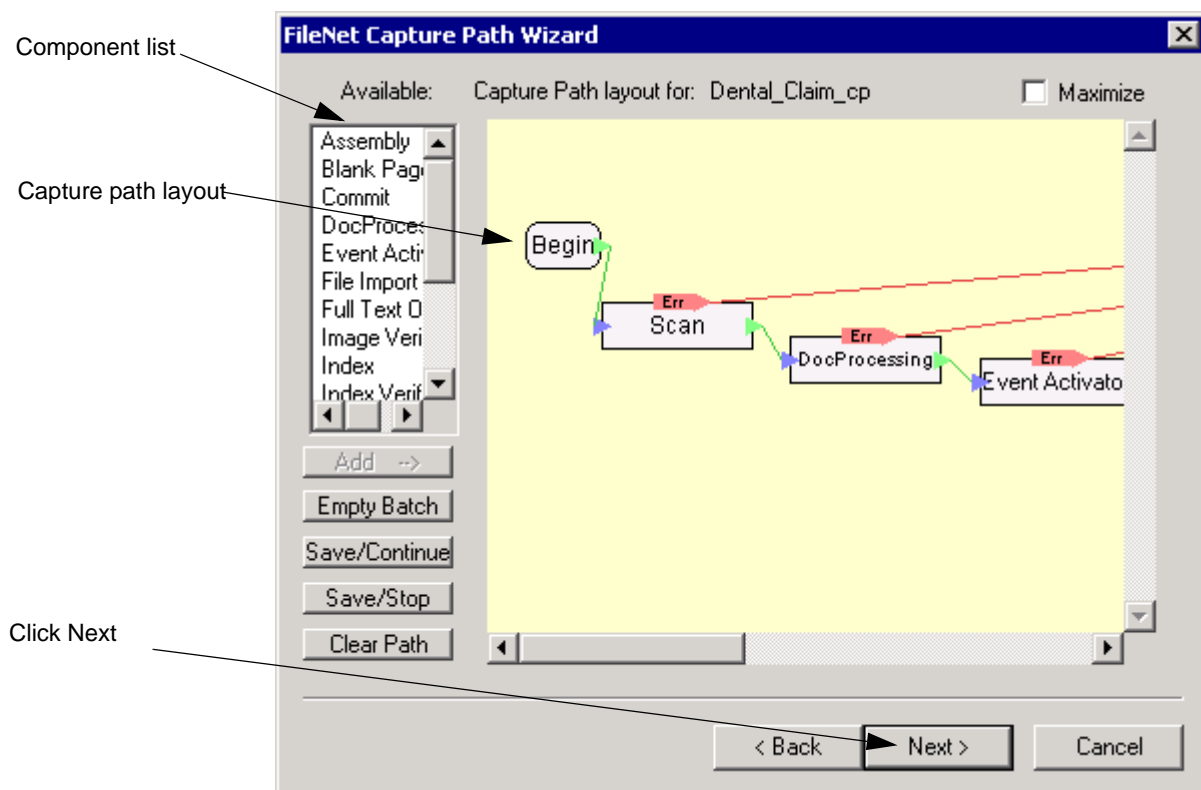 FileNet Capture Path Wizard
Component list
Available:
Capture Path layout for: Dental_Claim_cp
Maximize
Assembly
Blank Pag
Commit
DocProces
Event Acti
File Import
Full Text O
Image Veri
Index
Index Verif
Capture path layout
Begin
Err
Scan
Err
DocProcessing
Err
Event Activato
Add -->
Empty Batch
Save/Continue
Save/Stop
Clear Path
Click Next
< Back
Next >
Cancel